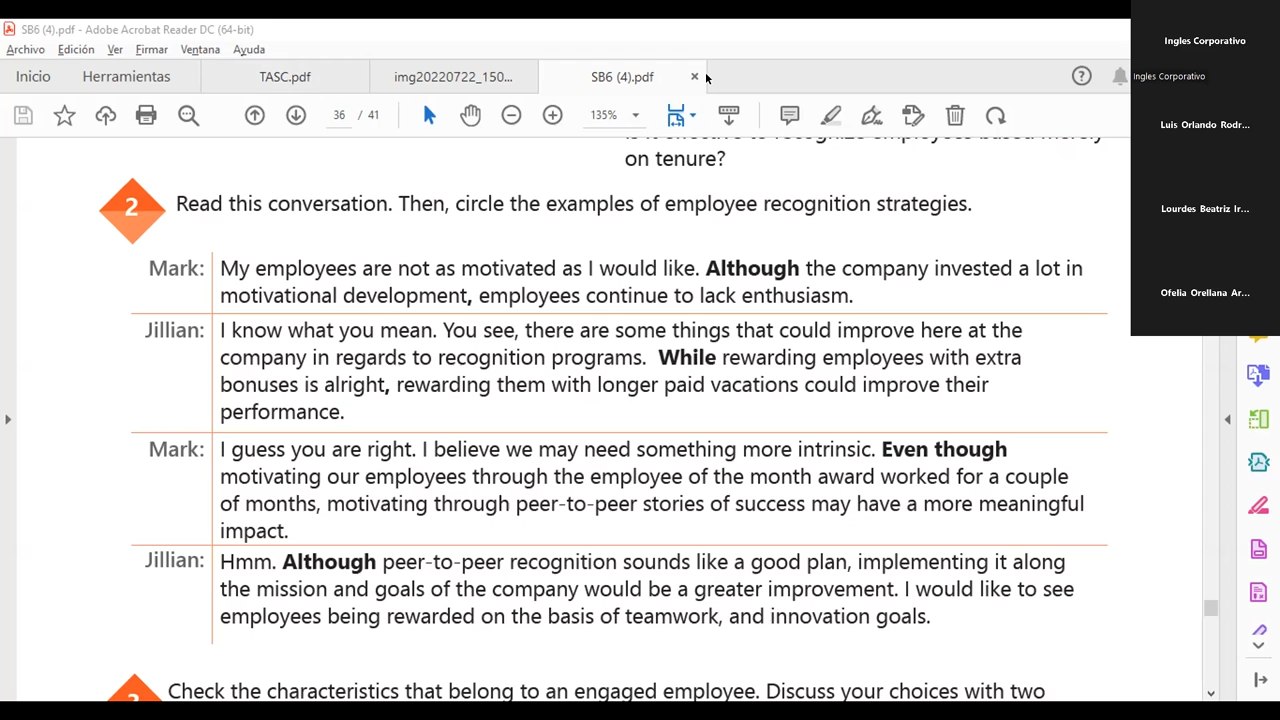 SB6 (4).pdf - Adobe Acrobat Reader DC (64-bit)
Archivo Edición Ver Firmar Ventana Ayuda
Inicio Herramientas TASC.pdf img20220722_150... SB6 (4).pdf ×
36 / 41 135%
on tenure?
2 Read this conversation. Then, circle the examples of employee recognition strategies.
Mark: My employees are not as motivated as I would like. Although the company invested a lot in
motivational development, employees continue to lack enthusiasm.
Jillian: I know what you mean. You see, there are some things that could improve here at the
company in regards to recognition programs. While rewarding employees with extra
bonuses is alright, rewarding them with longer paid vacations could improve their
performance.
Mark: I guess you are right. I believe we may need something more intrinsic. Even though
motivating our employees through the employee of the month award worked for a couple
of months, motivating through peer-to-peer stories of success may have a more meaningful
impact.
Jillian: Hmm. Although peer-to-peer recognition sounds like a good plan, implementing it along
the mission and goals of the company would be a greater improvement. I would like to see
employees being rewarded on the basis of teamwork, and innovation goals.
Check the characteristics that belong to an engaged employee. Discuss your choices with two
Ingles Corporativo
Ingles Corporativo
Luis Orlando Rodr...
Lourdes Beatriz Ir...
Ofelia Orellana Ar...